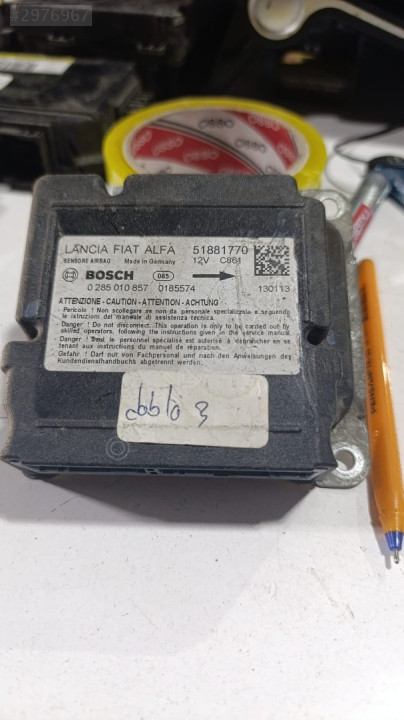 #2976967
OSSO
LANCIA FIAT ALFA 51881770
SENSORE AIRBAG Made in Germany 12V C861
BOSCH 085
0 285 010 857 0185574 130113
ATTENZIONE - CAUTION - ATTENTION - ACHTUNG
- Pericolo ! Non scollegare se non da personale specializzato e seguendo
le istruzioni del manuale di assistenza tecnica.
- Danger ! Do not disconnect. This operation is only to be carried out by
skilled operators, following the instructions given in the service manual.
- Danger ! Seul le personnel spécialisé est autorisé à débrancher en se
tenant aux instructions du manuel de réparation.
- Gefahr ! Darf nur von Fachpersonal und nach den Anweisungen des
Kundendiensthandbuchs abgetrennt werden.
doblo 3